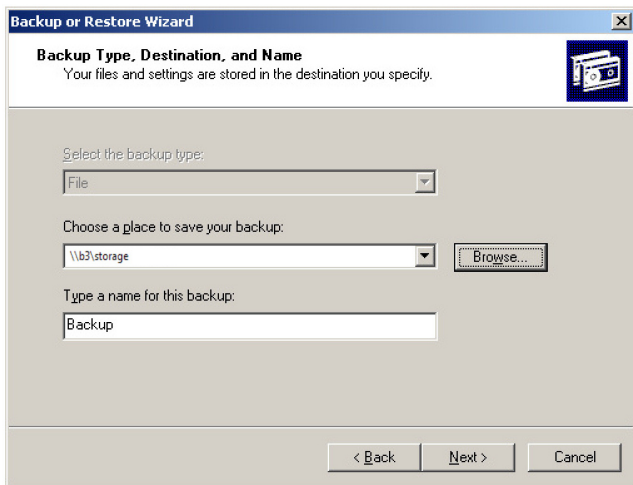 Backup or Restore Wizard
Backup Type, Destination, and Name
Your files and settings are stored in the destination you specify.
Select the backup type:
File
Choose a place to save your backup:
\\b3\storage
Browse...
Type a name for this backup:
Backup
< Back
Next >
Cancel